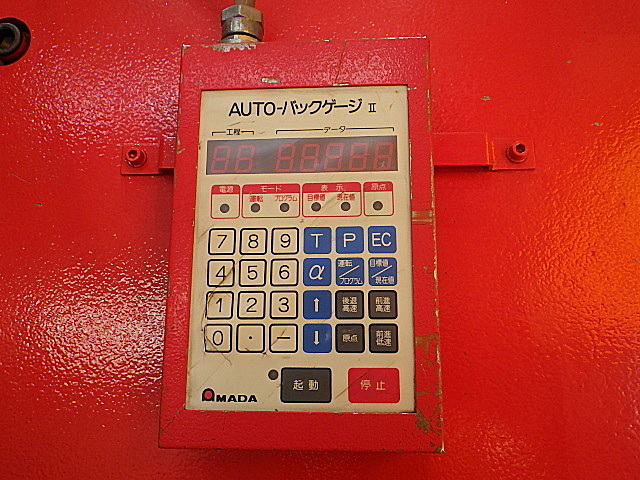 AUTO-バックゲージ II
工程 データ
電源 モード 表示 原点
運転 プログラム 目標値 現在値
7 8 9 T P EC
4 5 6 α 運転/プログラム 目標値/現在値
1 2 3 ↑ 後退高速 前進高速
0 . - ↓ 原点 前進低速
起動 停止
AMADA